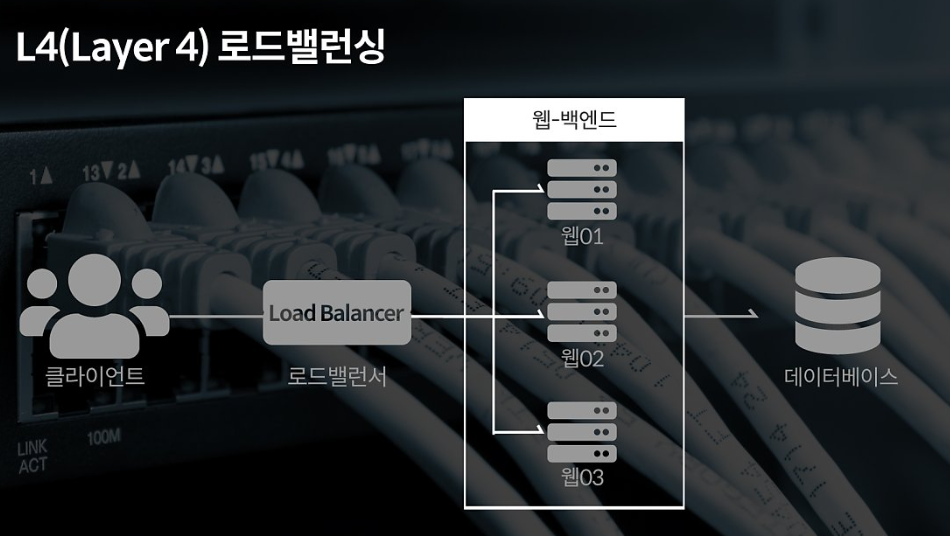 L4(Layer 4) 로드밸런싱
웹-백엔드
1▲ 13▼2▲ 14▼3▲ 15▼4▲
웹01
Load Balancer
웹02
클라이언트
로드밸런서
데이터베이스
웹03
LINK 100M
ACT